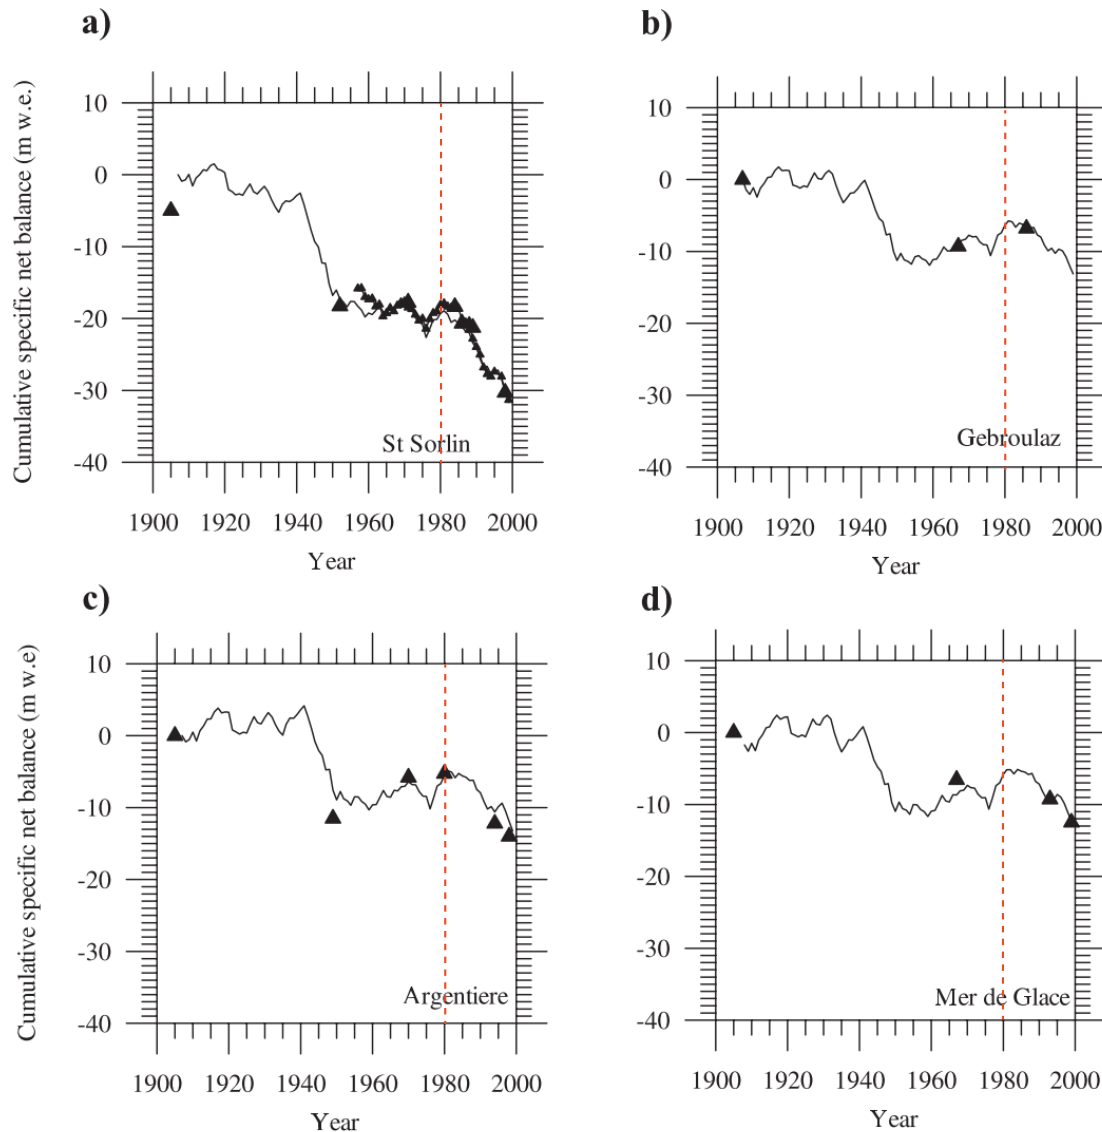 a)
Cumulative specific net balance (m w.e.)
10
0
-10
-20
-30
-40
St Sorlin
1900 1920 1940 1960 1980 2000
Year
b)
10
0
-10
-20
-30
-40
Gebroulaz
1900 1920 1940 1960 1980 2000
Year
c)
Cumulative specific net balance (m w.e)
10
0
-10
-20
-30
-40
Argentiere
1900 1920 1940 1960 1980 2000
Year
d)
10
0
-10
-20
-30
-40
Mer de Glace
1900 1920 1940 1960 1980 2000
Year